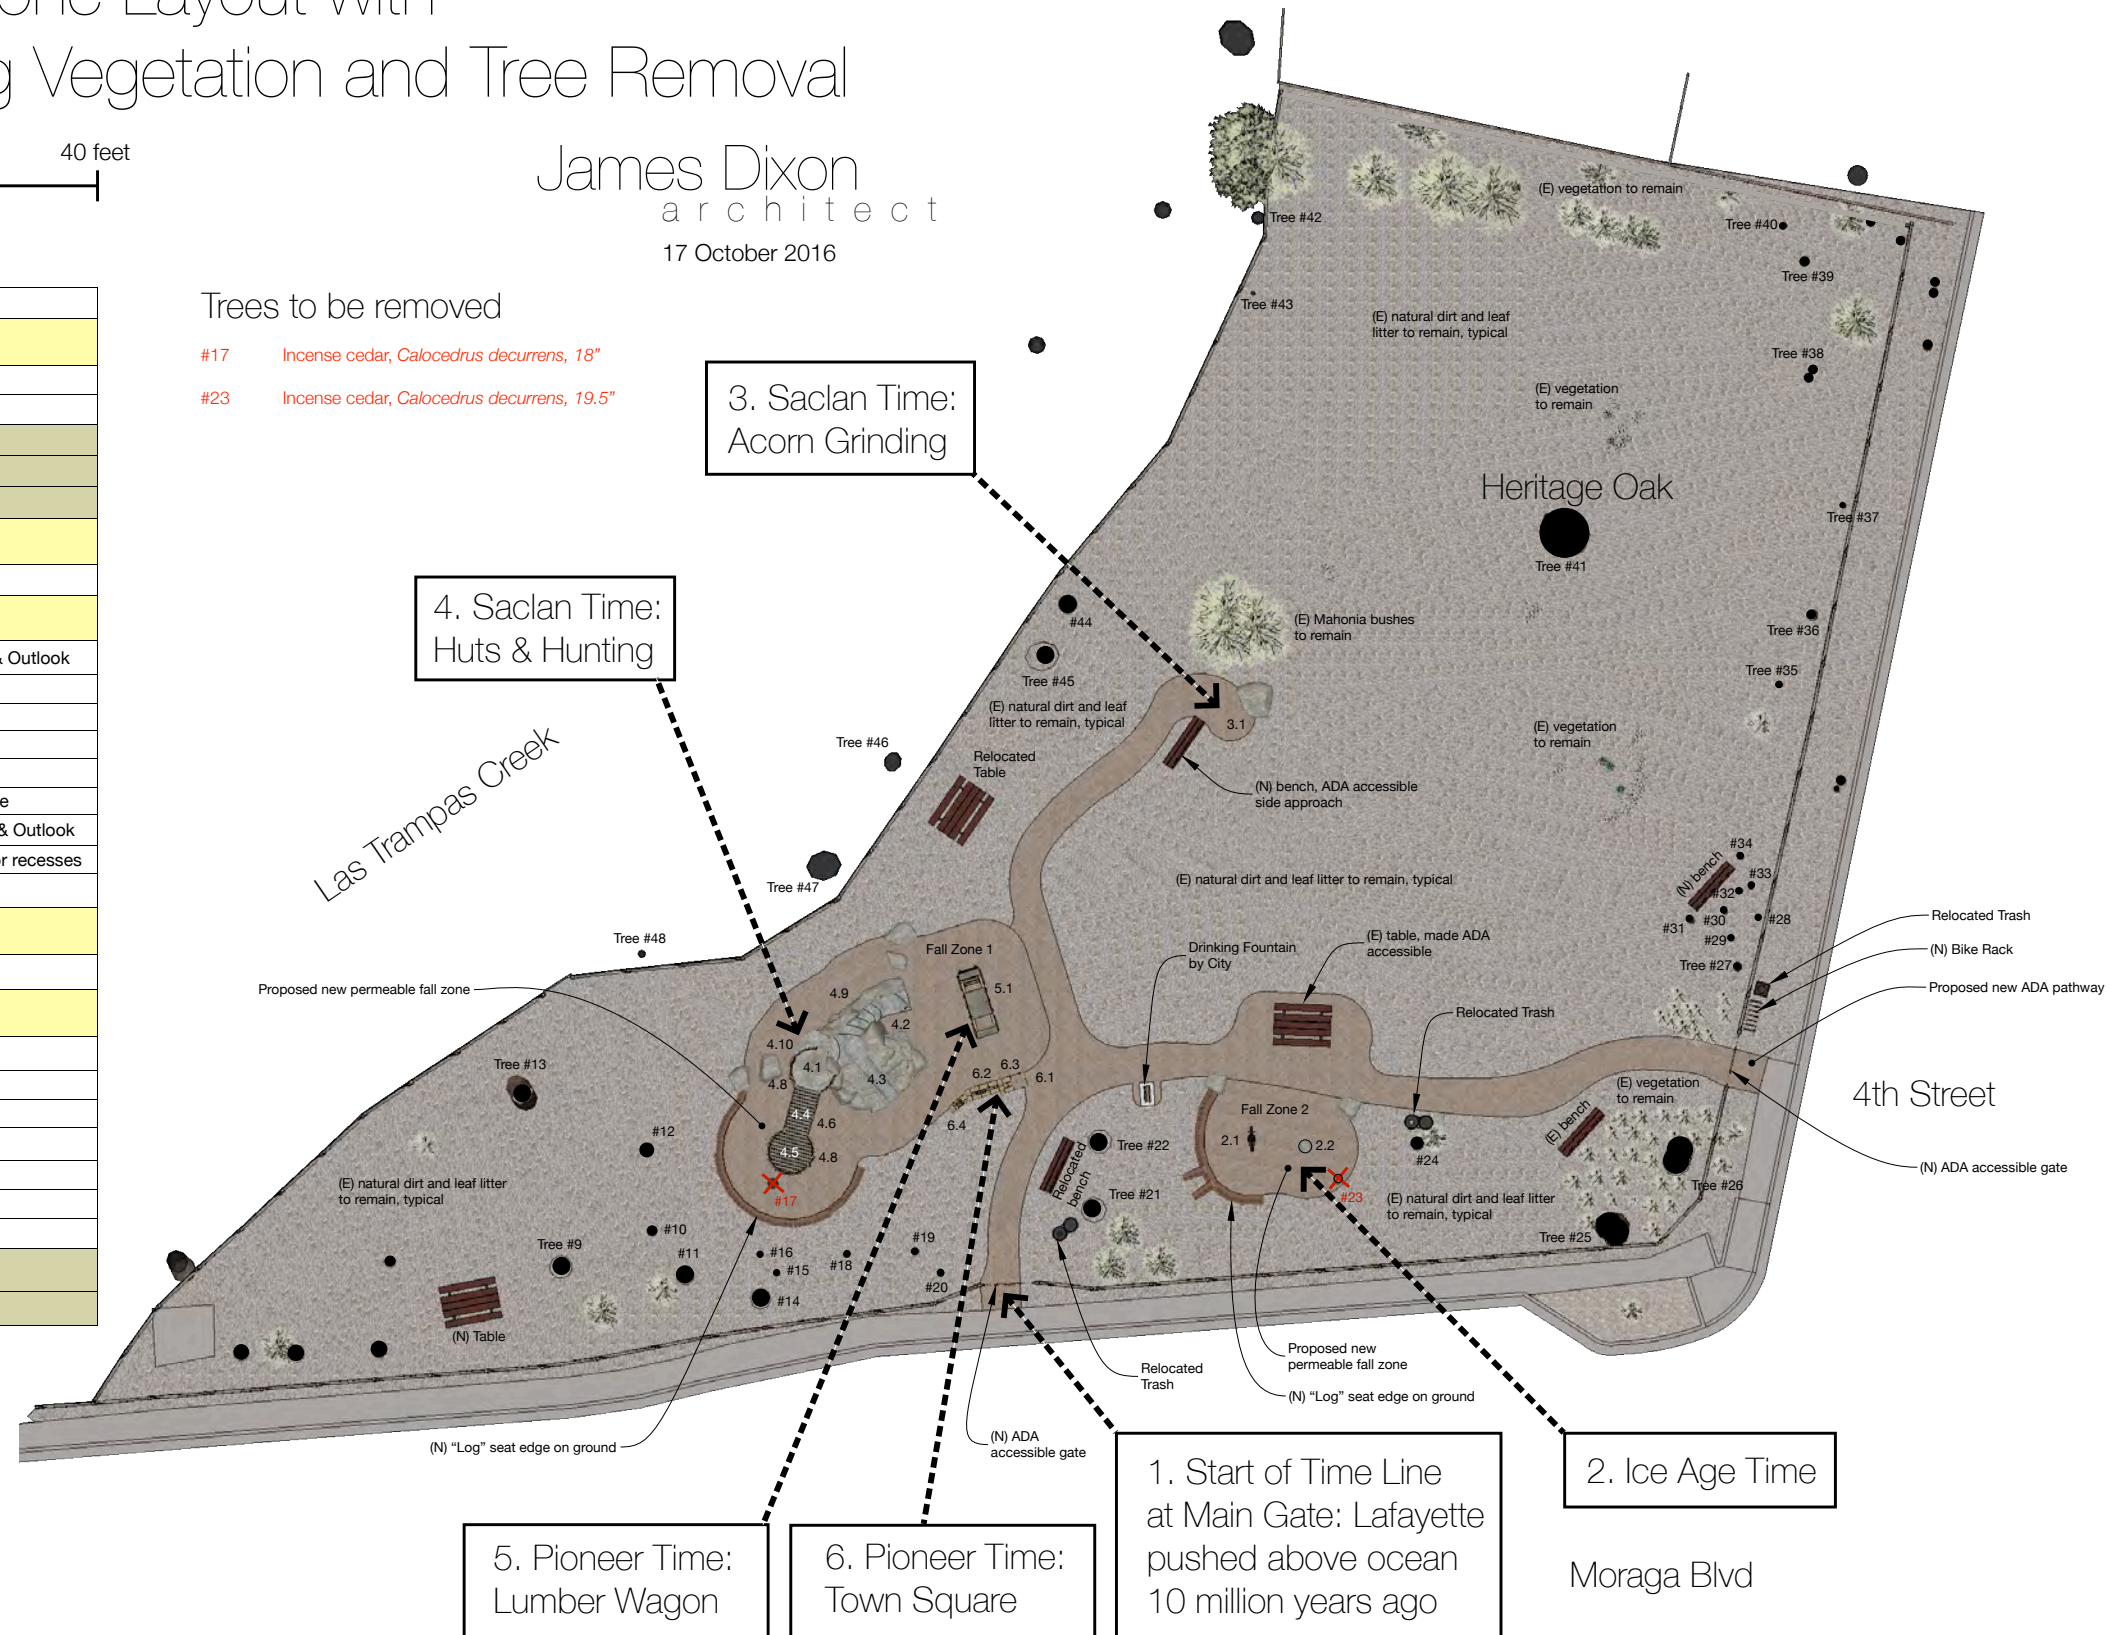 one Layout with
g Vegetation and Tree Removal
40 feet
James Dixon
architect
17 October 2016
Trees to be removed
#17 Incense cedar, Calocedrus decurrens, 18”
#23 Incense cedar, Calocedrus decurrens, 19.5”
& Outlook
e
& Outlook
or recesses
3. Saclan Time:
Acorn Grinding
4. Saclan Time:
Huts & Hunting
Las Trampas Creek
Tree #42
Tree #43
(E) vegetation to remain
Tree #40
Tree #39
(E) natural dirt and leaf
litter to remain, typical
Tree #38
(E) vegetation
to remain
Heritage Oak
Tree #41
Tree #37
#44
(E) Mahonia bushes
to remain
Tree #36
Tree #45
Tree #35
(E) natural dirt and leaf
litter to remain, typical
3.1
(E) vegetation
to remain
Tree #46
Relocated
Table
(N) bench, ADA accessible
side approach
Tree #47
(E) natural dirt and leaf litter to remain, typical
#34
(N) bench
#33
#32
#31
#30
#28
#29
Tree #27
Relocated Trash
(N) Bike Rack
Proposed new ADA pathway
Tree #48
Fall Zone 1
Drinking Fountain
by City
(E) table, made ADA
accessible
Relocated Trash
Proposed new permeable fall zone
4.9
5.1
4.2
4.10
4.1
4.3
4.8
4.4
4.6
4.5
4.8
6.2
6.3
6.1
6.4
Tree #13
#12
#17
Fall Zone 2
2.1
2.2
#23
Tree #22
Relocated
bench
Tree #21
#24
(E) bench
(E) vegetation
to remain
4th Street
(N) ADA accessible gate
Tree #26
Tree #25
(E) natural dirt and leaf litter
to remain, typical
(E) natural dirt and leaf litter
to remain, typical
#10
Tree #9
#11
#16
#15
#18
#19
#20
#14
(N) Table
Proposed new
permeable fall zone
Relocated
Trash
(N) “Log” seat edge on ground
(N) “Log” seat edge on ground
(N) ADA
accessible gate
1. Start of Time Line
at Main Gate: Lafayette
pushed above ocean
10 million years ago
2. Ice Age Time
5. Pioneer Time:
Lumber Wagon
6. Pioneer Time:
Town Square
Moraga Blvd